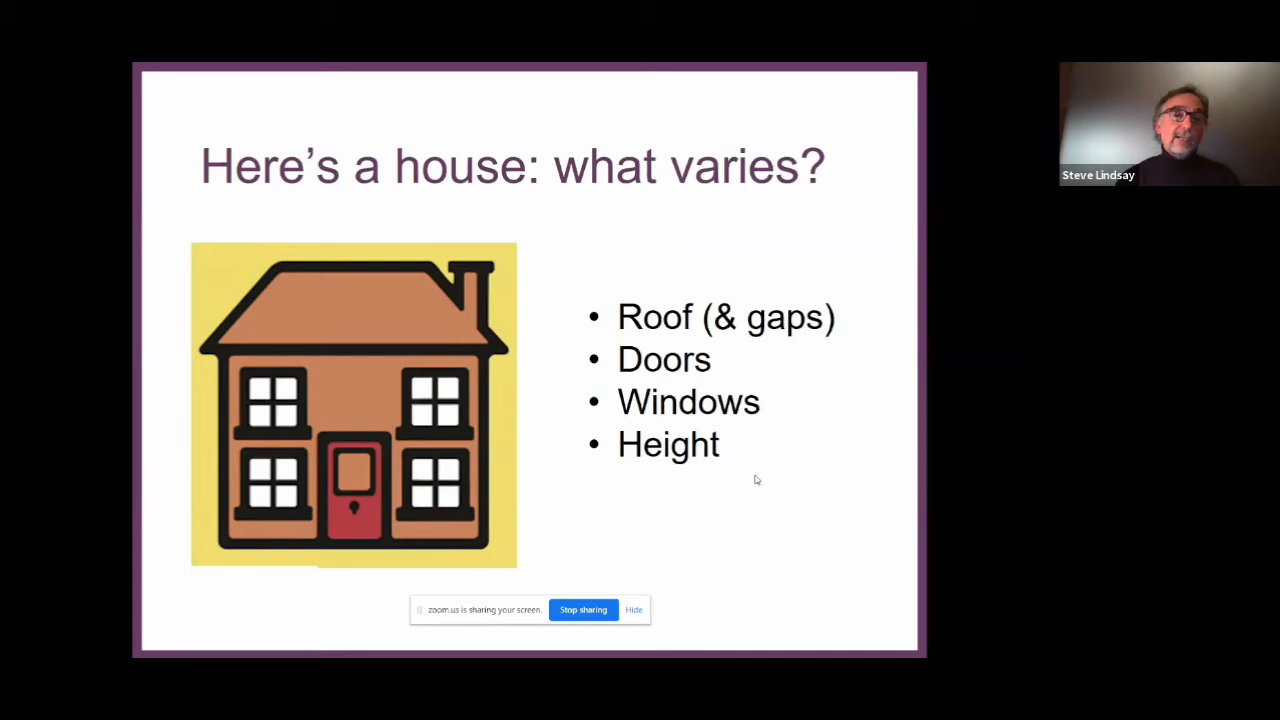 Here's a house: what varies?
• Roof (& gaps)
• Doors
• Windows
• Height
zoom.us is sharing your screen. Stop sharing Hide
Steve Lindsay